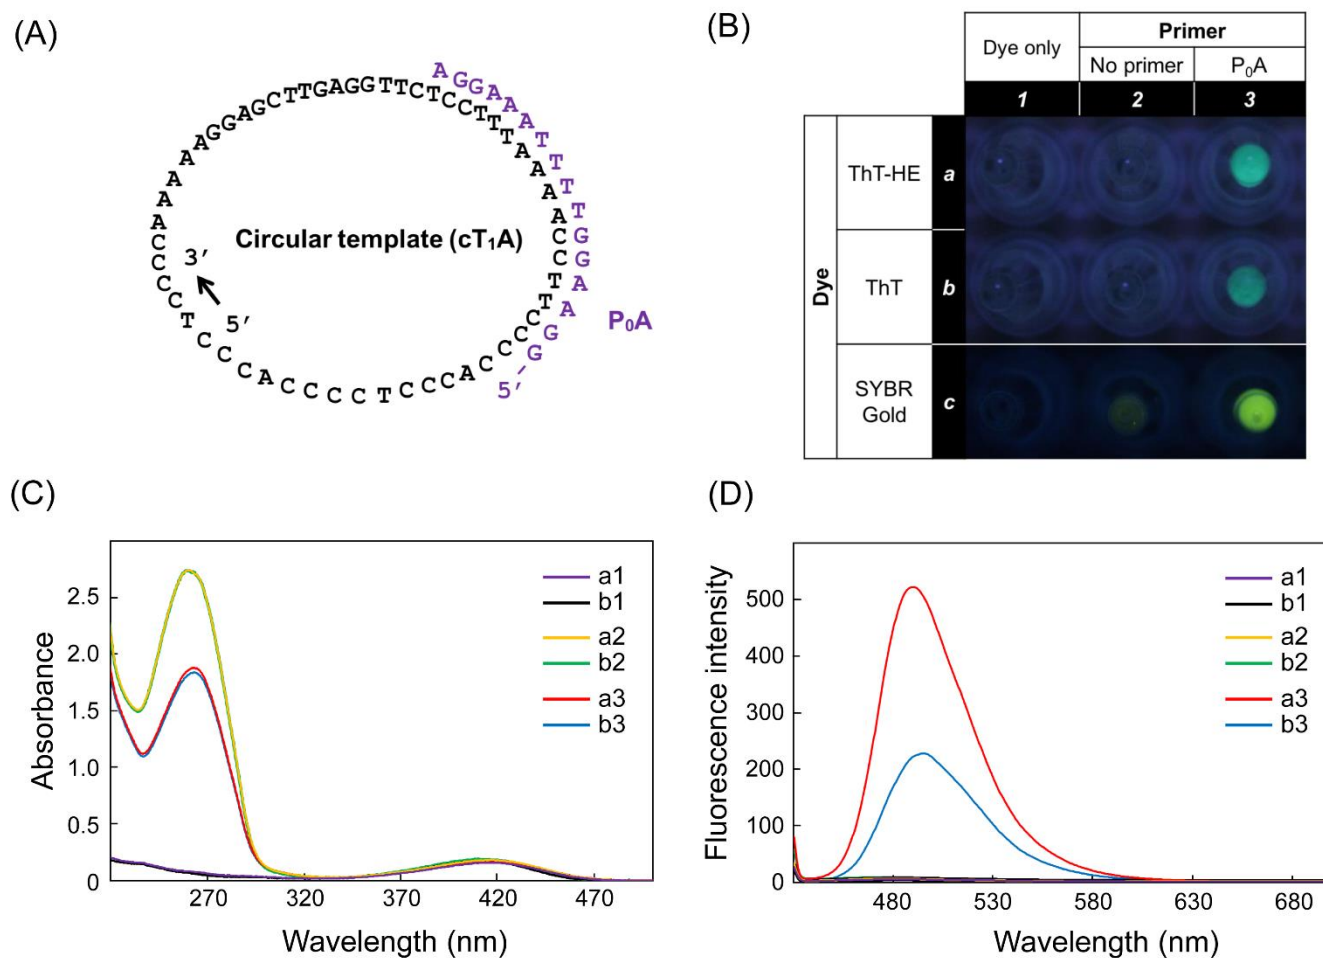 (A)
AAAAAGGAGCTTGAGGTTCTCCTTTAAAACCTTCCCACCCTCCCCACCCTCCCC
AGGAAATTTTGGAAGG
5′
Circular template (cT₁A)
3′
5′
P₀A
(B)
Dye only
Primer
No primer
P₀A
1
2
3
Dye
ThT-HE
a
ThT
b
SYBR
Gold
c
(C)
Absorbance
2.5
2.0
1.5
1.0
0.5
0
270
320
370
420
470
Wavelength (nm)
a1
b1
a2
b2
a3
b3
(D)
Fluorescence intensity
500
400
300
200
100
0
480
530
580
630
680
Wavelength (nm)
a1
b1
a2
b2
a3
b3